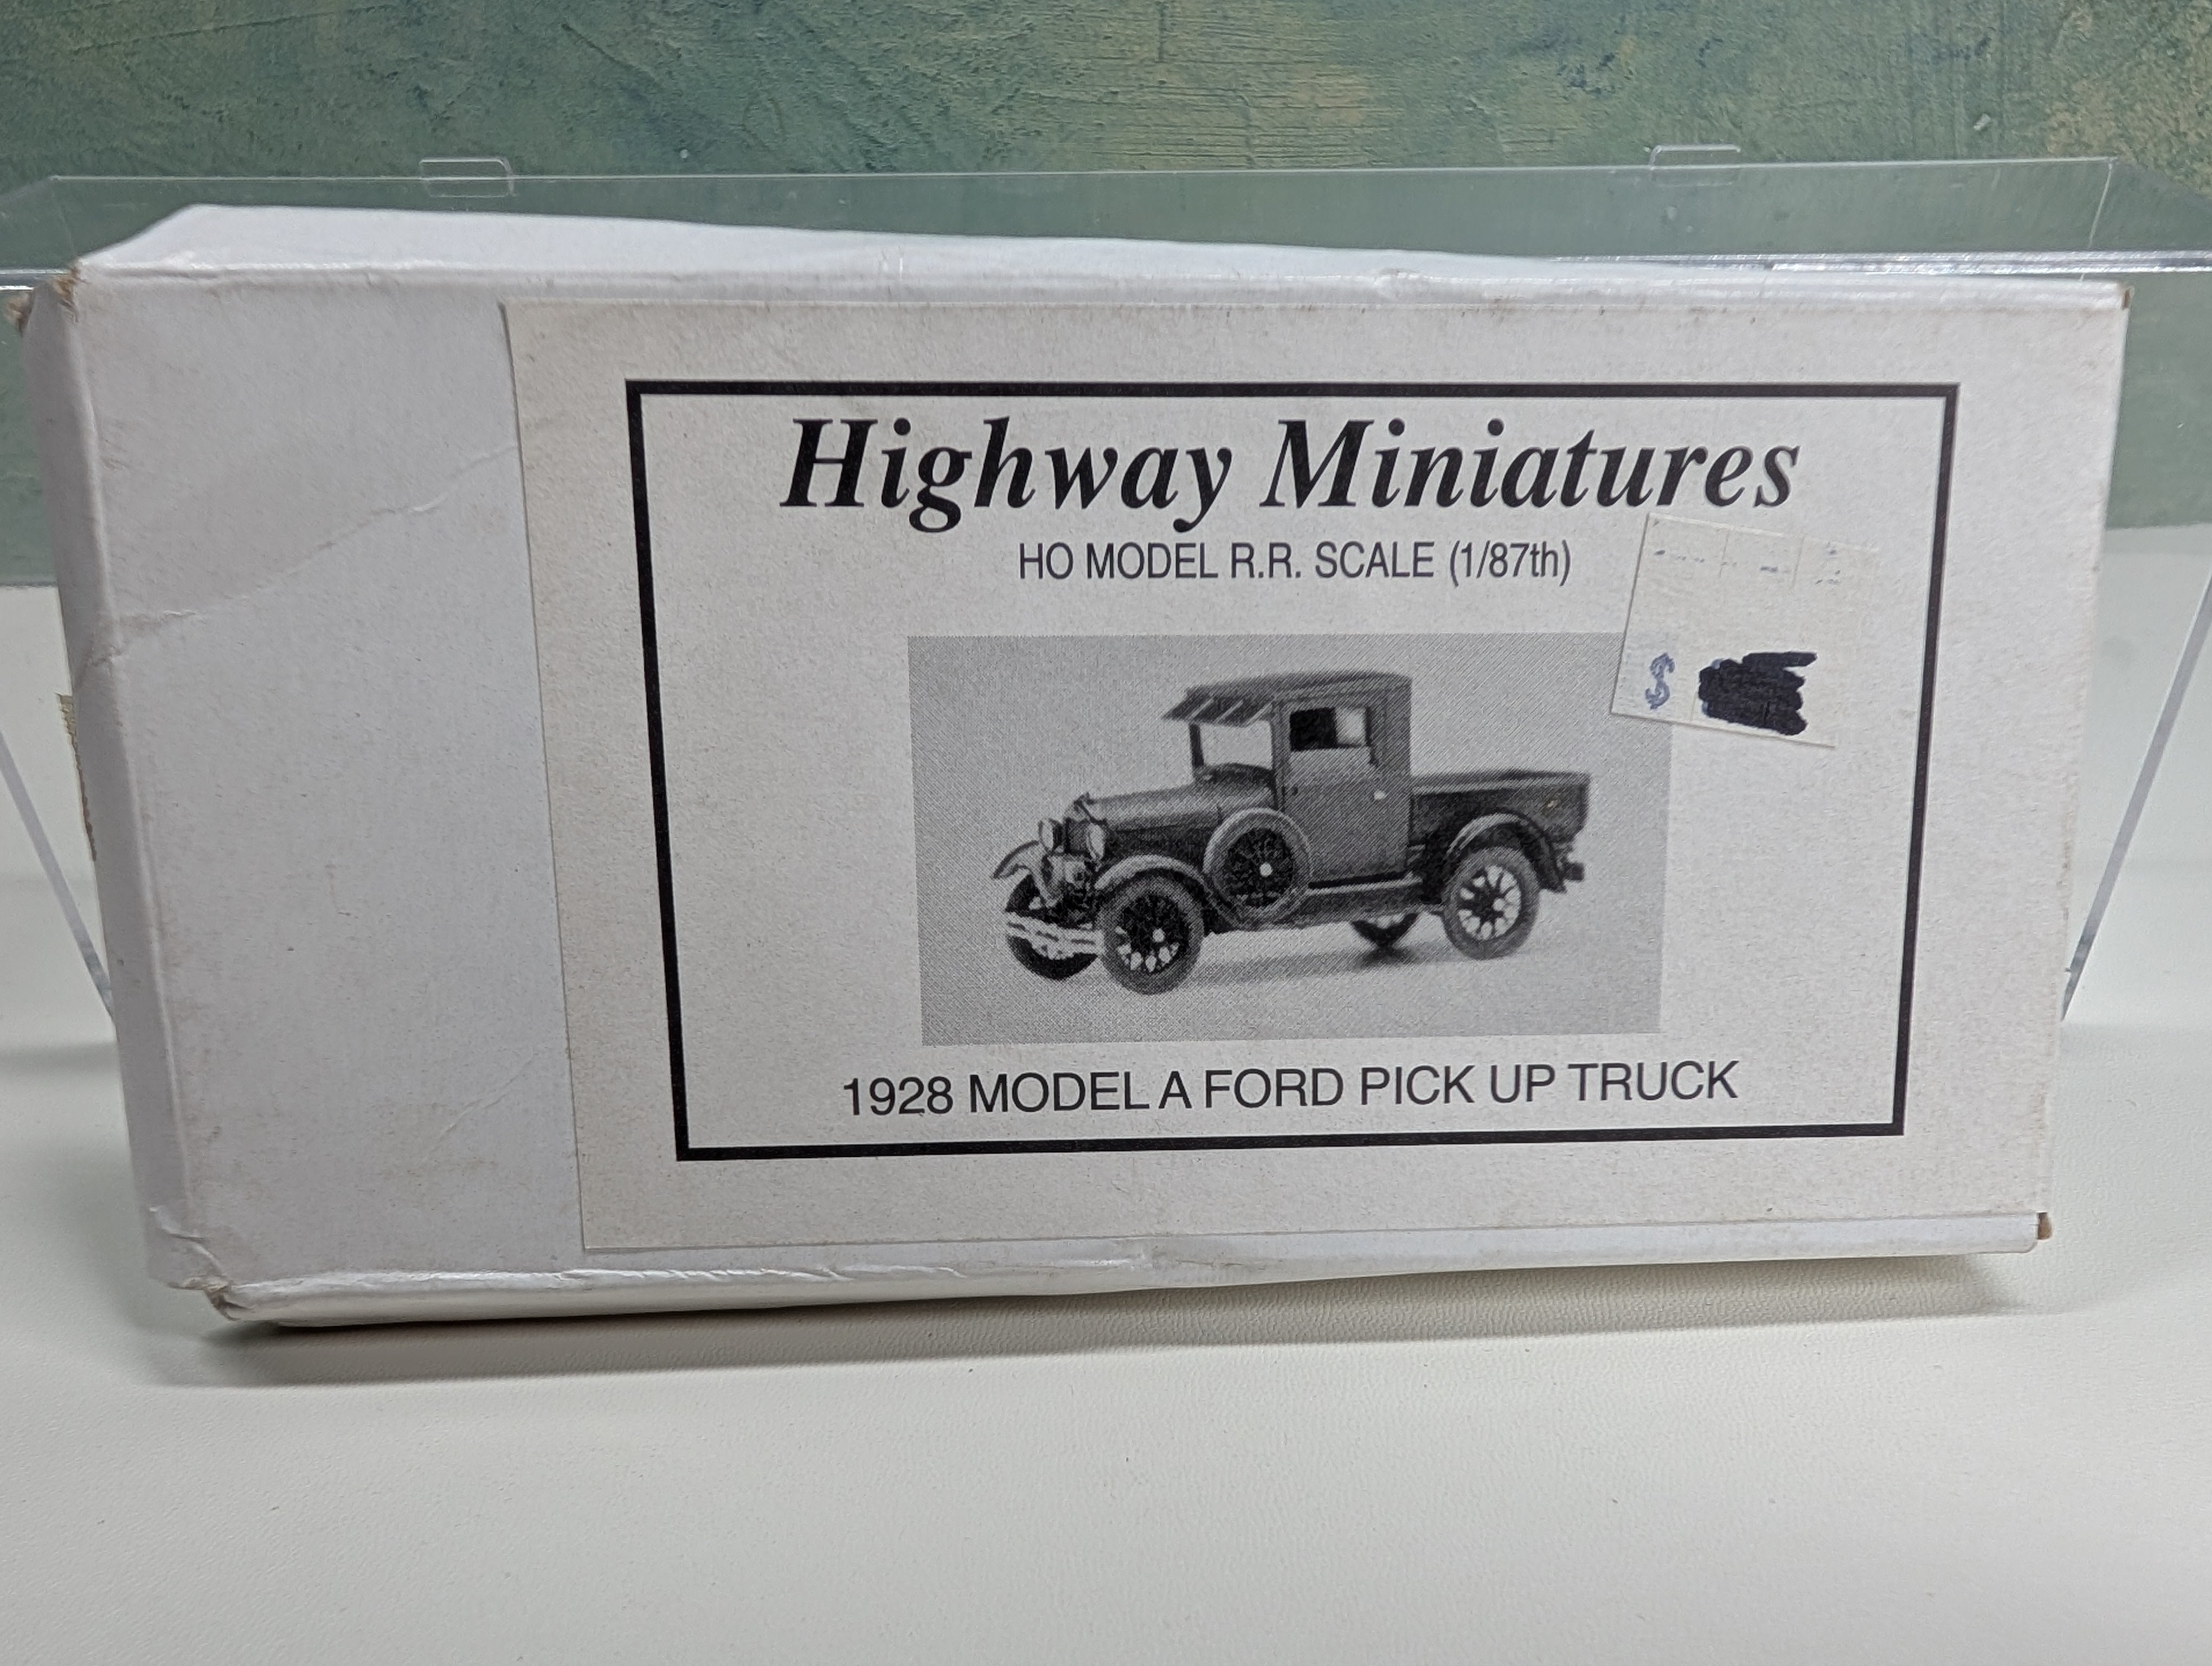 Highway Miniatures
HO MODEL R.R. SCALE (1/87th)
$
1928 MODEL A FORD PICK UP TRUCK